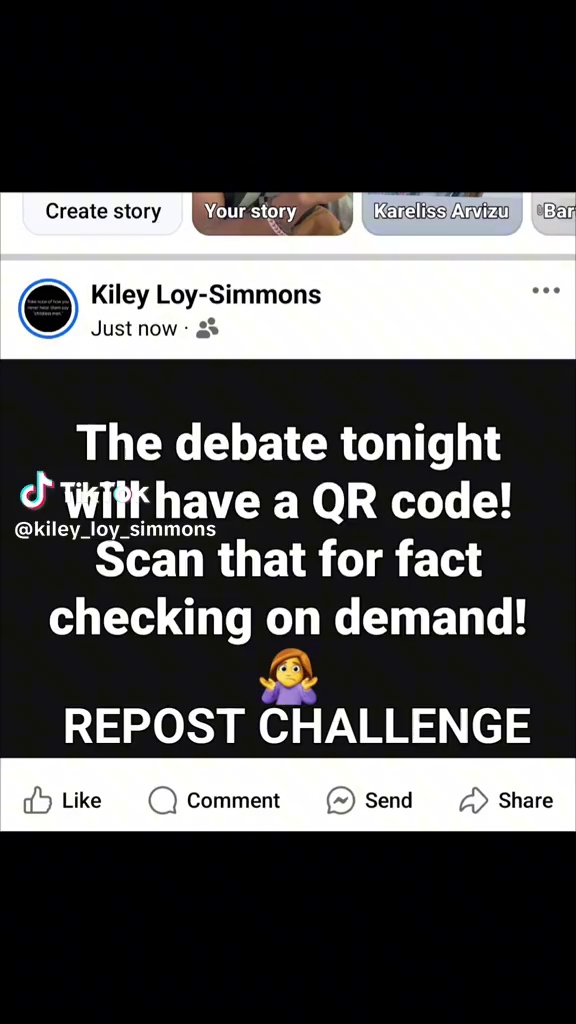 Create story
Your story
Kareliss Arvizu
Bar
Kiley Loy-Simmons
Just now ·
The debate tonight
will have a QR code!
Scan that for fact
checking on demand!
REPOST CHALLENGE
TikTok
@kiley_loy_simmons
Like
Comment
Send
Share